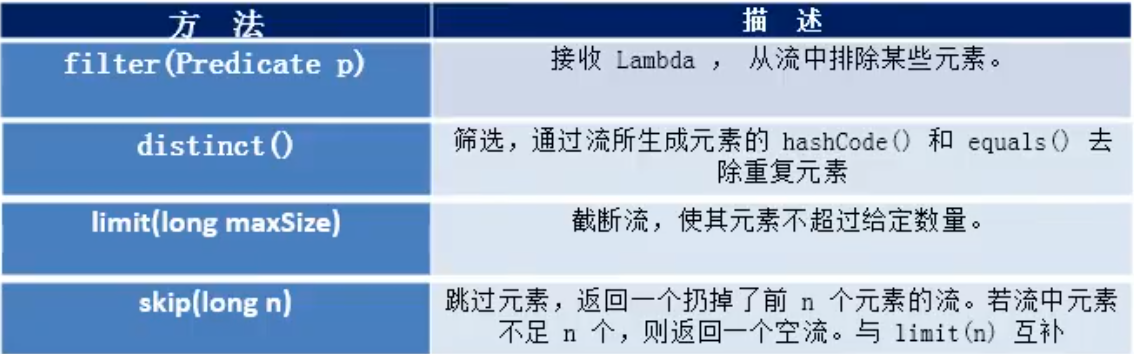 方 法
描 述
filter(Predicate p)
接收 Lambda ， 从流中排除某些元素。
distinct()
筛选，通过流所生成元素的 hashCode() 和 equals() 去
除重复元素
limit(long maxSize)
截断流，使其元素不超过给定数量。
skip(long n)
跳过元素，返回一个扔掉了前 n 个元素的流。若流中元素
不足 n 个，则返回一个空流。与 limit(n) 互补